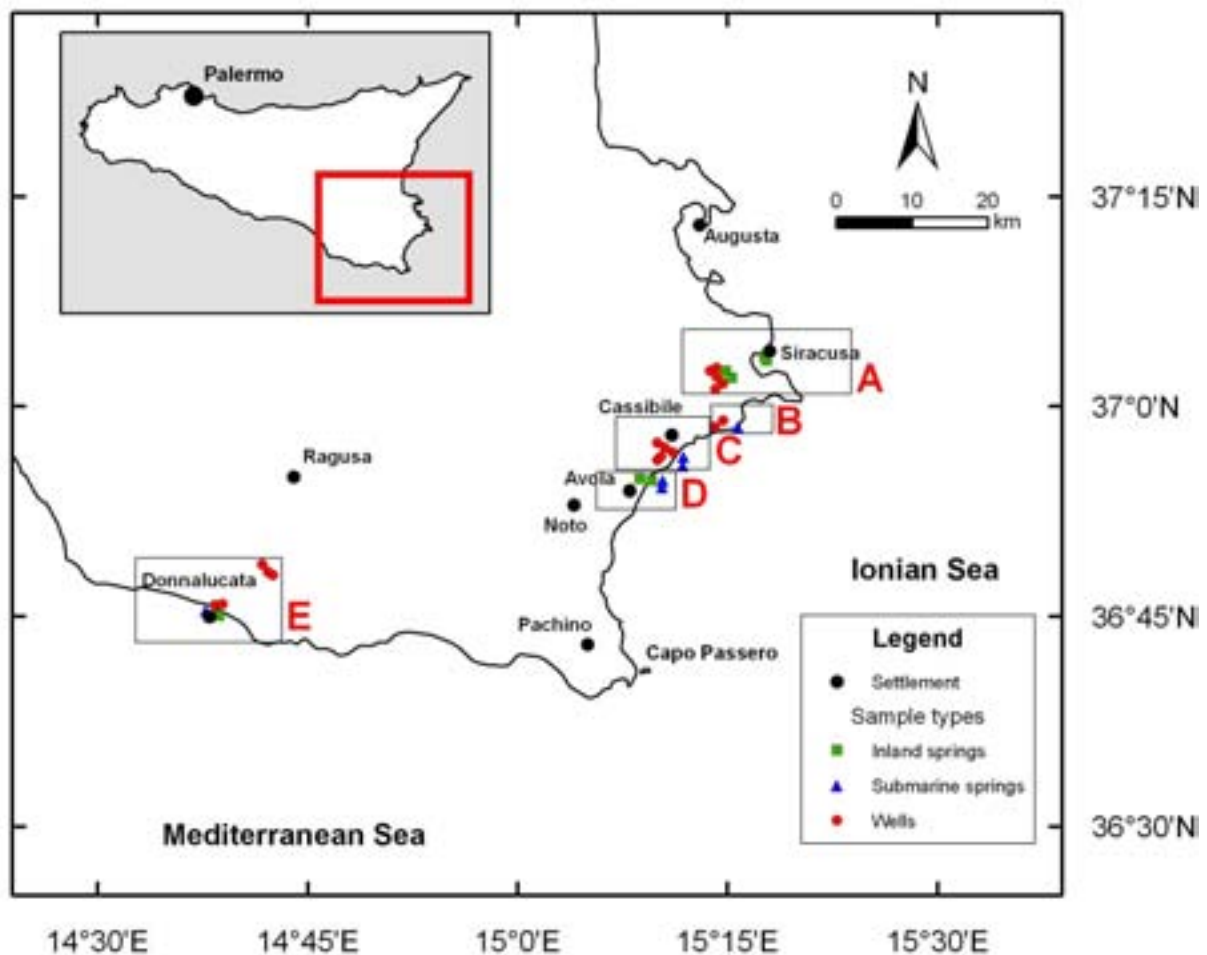 Palermo
N
0 10 20
km
37°15'N
Augusta
Siracusa
A
Cassibile
37°0'N
B
C
Ragusa
Avola
D
Noto
Ionian Sea
Donnalucata
E
36°45'N
Pachino
Capo Passero
Legend
Settlement
Sample types
Inland springs
Submarine springs
Wells
Mediterranean Sea
36°30'N
14°30'E 14°45'E 15°0'E 15°15'E 15°30'E